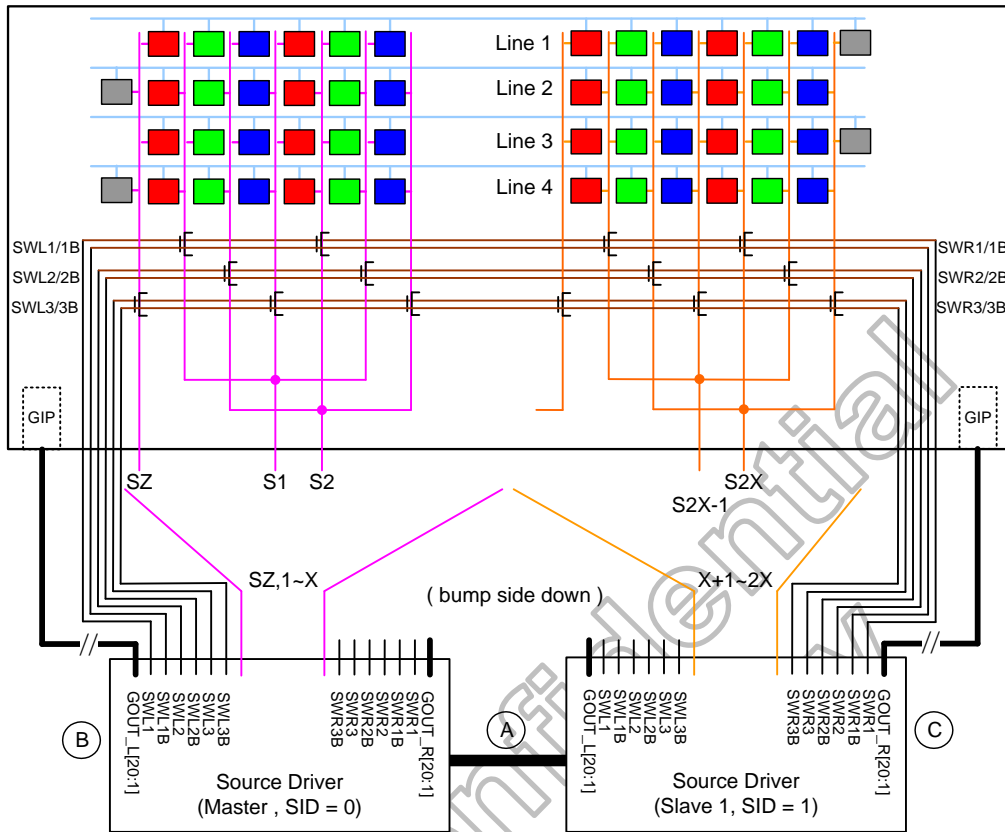 Line 1
Line 2
Line 3
Line 4
SWL1/1B
SWR1/1B
SWL2/2B
SWR2/2B
SWL3/3B
SWR3/3B
GIP
GIP
SZ
S1
S2
S2X-1
S2X
SZ,1~X
X+1~2X
( bump side down )
//
//
B
GOUT_L[20:1]
SWL1
SWL1B
SWL2
SWL2B
SWL3
SWL3B
SWR3B
SWR3
SWR2B
SWR2
SWR1B
SWR1
GOUT_R[20:1]
Source Driver
(Master , SID = 0)
A
GOUT_L[20:1]
SWL1
SWL1B
SWL2
SWL2B
SWL3
SWL3B
SWR3B
SWR3
SWR2B
SWR2
SWR1B
SWR1
GOUT_R[20:1]
C
Source Driver
(Slave 1, SID = 1)